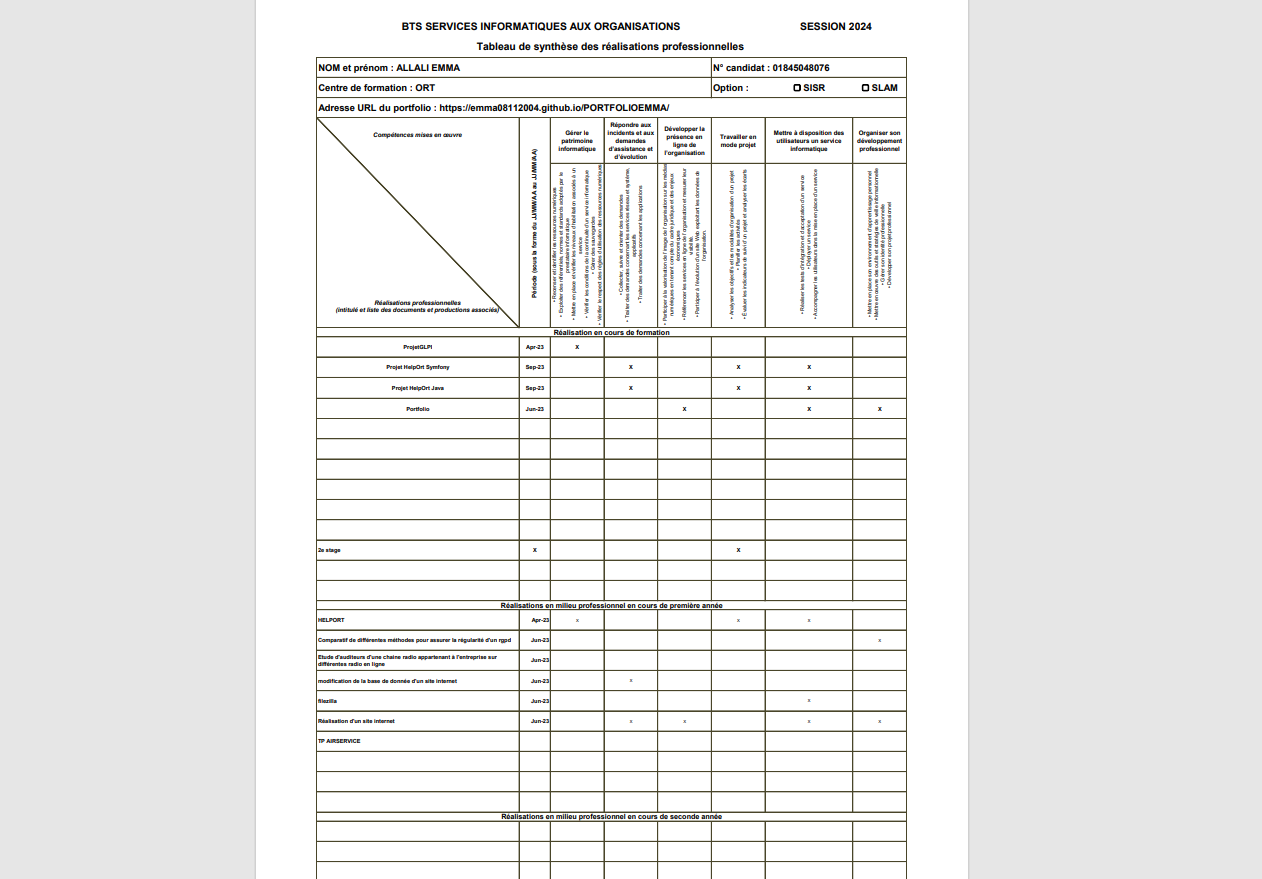 BTS SERVICES INFORMATIQUES AUX ORGANISATIONS SESSION 2024
Tableau de synthèse des réalisations professionnelles
NOM et prénom : ALLALI EMMA N° candidat : 01845048076
Centre de formation : ORT Option : SISR SLAM
Adresse URL du portfolio : https://emma08112004.github.io/PORTFOLIOEMMA/
Compétences mises en œuvre
Réalisations professionnelles
(intitulé et liste des documents et productions associés)
Période (sous la forme du JJ/MM/AA au JJ/MM/AA)
Gérer le
patrimoine
informatique
Répondre aux
incidents et aux
demandes
d'assistance et
d'évolution
Développer la
présence en
ligne de
l'organisation
Travailler en
mode projet
Mettre à disposition des
utilisateurs un service
informatique
Organiser son
développement
professionnel
• Recenser et identifier les ressources numériques
• Exploiter des référentiels, normes et standards adoptés par le
prestataire informatique
• Mettre en place et vérifier les niveaux d'habilitation associés à un
service
• Vérifier les conditions de la continuité d'un service informatique
• Gérer des sauvegardes
• Vérifier le respect des règles d'utilisation des ressources numériques
• Collecter, suivre et orienter des demandes
• Traiter des demandes concernant les services réseau et système,
applicatifs
• Traiter des demandes concernant les applications
• Participer à la valorisation de l'image de l'organisation sur les médias
numériques en tenant compte du cadre juridique et des enjeux
économiques
• Référencer les services en ligne de l'organisation et mesurer leur
visibilité
• Participer à l'évolution d'un site Web exploitant les données de
l'organisation
• Analyser les objectifs et les modalités d'organisation d'un projet
• Planifier les activités
• Évaluer les indicateurs de suivi d'un projet et analyser les écarts
• Réaliser les tests d'intégration et d'acceptation d'un service
• Déployer un service
• Accompagner les utilisateurs dans la mise en place d'un service
• Mettre en place son environnement d'apprentissage personnel
• Mettre en œuvre des outils et stratégies de veille informationnelle
• Gérer son identité professionnelle
• Développer son projet professionnel
Réalisation en cours de formation
ProjetGLPI Apr-23 X
Projet HelpOrt Symfony Sep-23 X X X
Projet HelpOrt Java Sep-23 X X X
Portfolio Jun-23 X X X
2e stage X X
Réalisations en milieu professionnel en cours de première année
HELPORT Apr-23 x x x
Comparatif de différentes méthodes pour assurer la régularité d'un rgpd Jun-23 x
Etude d'auditeurs d'une chaine radio appartenant à l'entreprise sur
différentes radio en ligne Jun-23
modification de la base de donnée d'un site internet Jun-23 x
filezilla Jun-23 x
Réalisation d'un site internet Jun-23 x x x x
TP AIRSERVICE
Réalisations en milieu professionnel en cours de seconde année